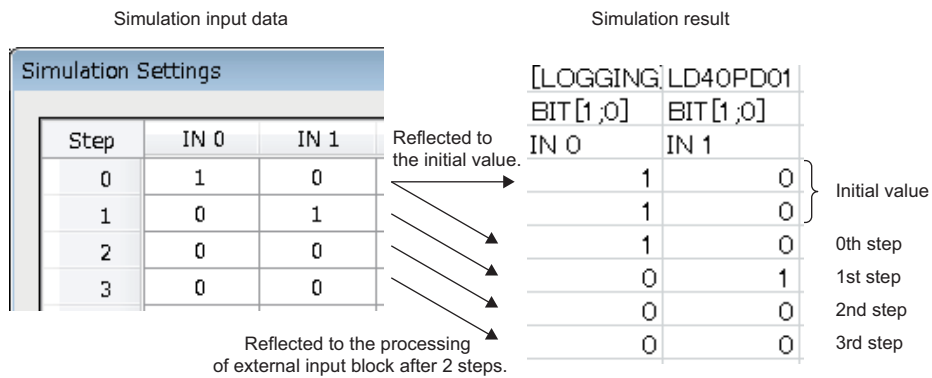 Simulation input data
Simulation result
Simulation Settings
Step IN 0 IN 1
0 1 0
1 0 1
2 0 0
3 0 0
Reflected to
the initial value.
Reflected to the processing
of external input block after 2 steps.
[LOGGING] LD40PD01
BIT[1;0] BIT[1;0]
IN 0 IN 1
1 0
1 0
Initial value
1 0 0th step
0 1 1st step
0 0 2nd step
0 0 3rd step